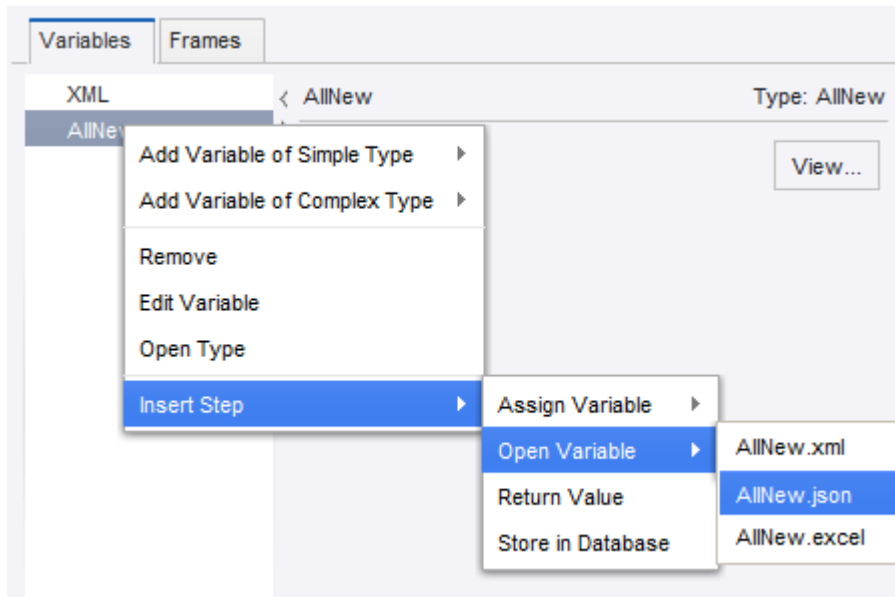 Variables Frames
XML
AllNew Type: AllNew
AllNew
Add Variable of Simple Type
View...
Add Variable of Complex Type
Remove
Edit Variable
Open Type
Insert Step
Assign Variable
Open Variable
AllNew.xml
Return Value
AllNew.json
Store in Database
AllNew.excel